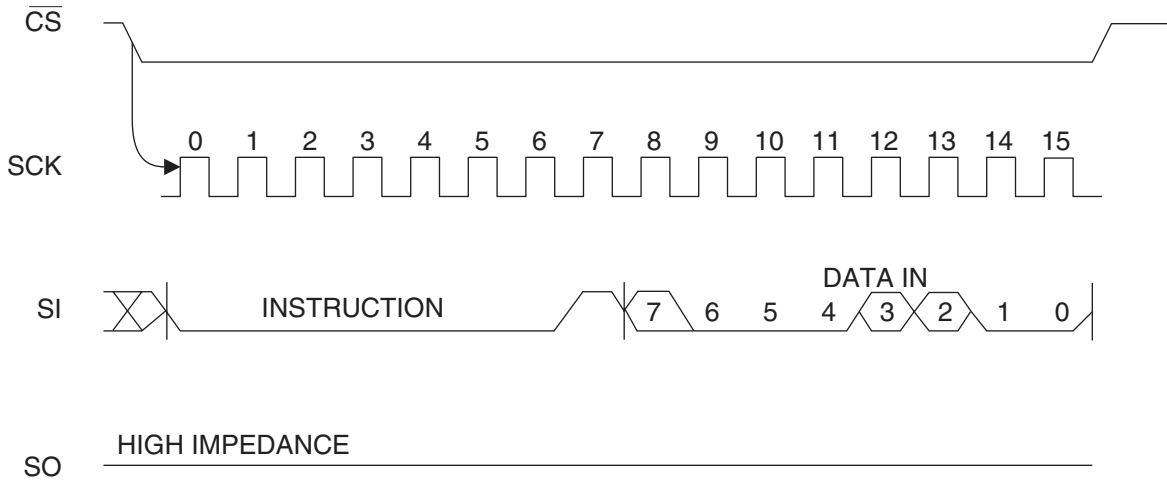 CS
0 1 2 3 4 5 6 7 8 9 10 11 12 13 14 15
SCK
DATA IN
SI INSTRUCTION 7 6 5 4 3 2 1 0
HIGH IMPEDANCE
SO